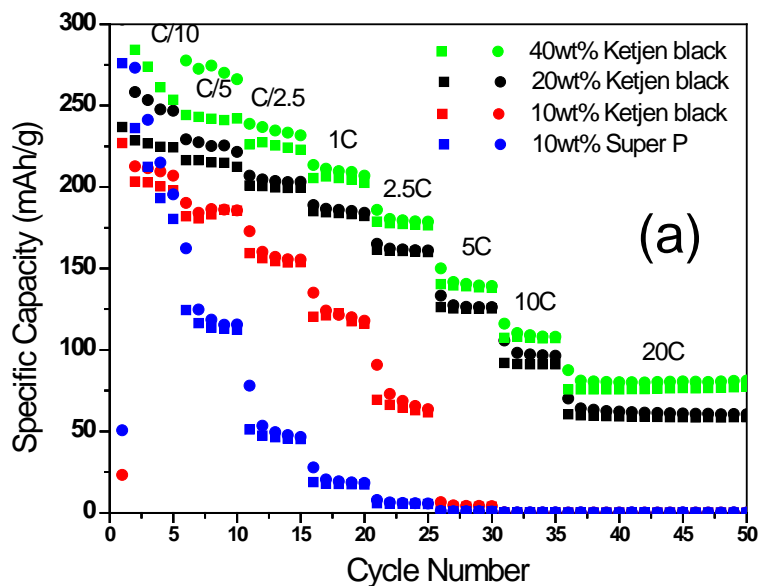 300
250
200
150
100
50
0
Specific Capacity (mAh/g)
C/10
C/5
C/2.5
1C
2.5C
5C
10C
20C
40wt% Ketjen black
20wt% Ketjen black
10wt% Ketjen black
10wt% Super P
(a)
0 5 10 15 20 25 30 35 40 45 50
Cycle Number